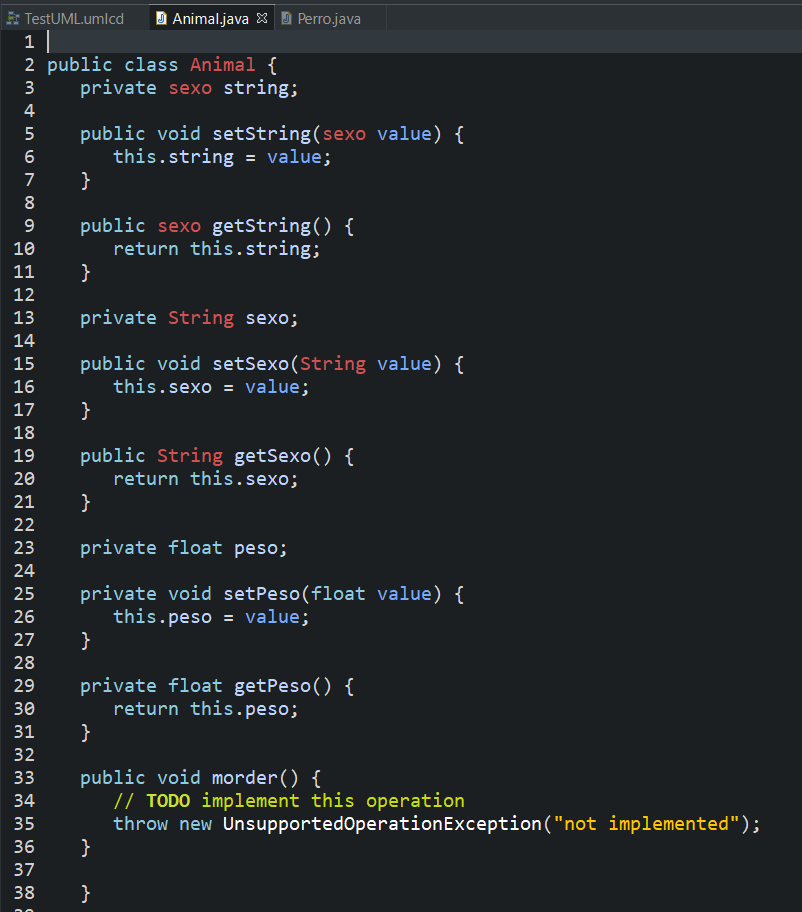 TestUML.umlcd Animal.java Perro.java
1
2 public class Animal {
3 private sexo string;
4
5 public void setString(sexo value) {
6 this.string = value;
7 }
8
9 public sexo getString() {
10 return this.string;
11 }
12
13 private String sexo;
14
15 public void setSexo(String value) {
16 this.sexo = value;
17 }
18
19 public String getSexo() {
20 return this.sexo;
21 }
22
23 private float peso;
24
25 private void setPeso(float value) {
26 this.peso = value;
27 }
28
29 private float getPeso() {
30 return this.peso;
31 }
32
33 public void morder() {
34 // TODO implement this operation
35 throw new UnsupportedOperationException("not implemented");
36 }
37
38 }